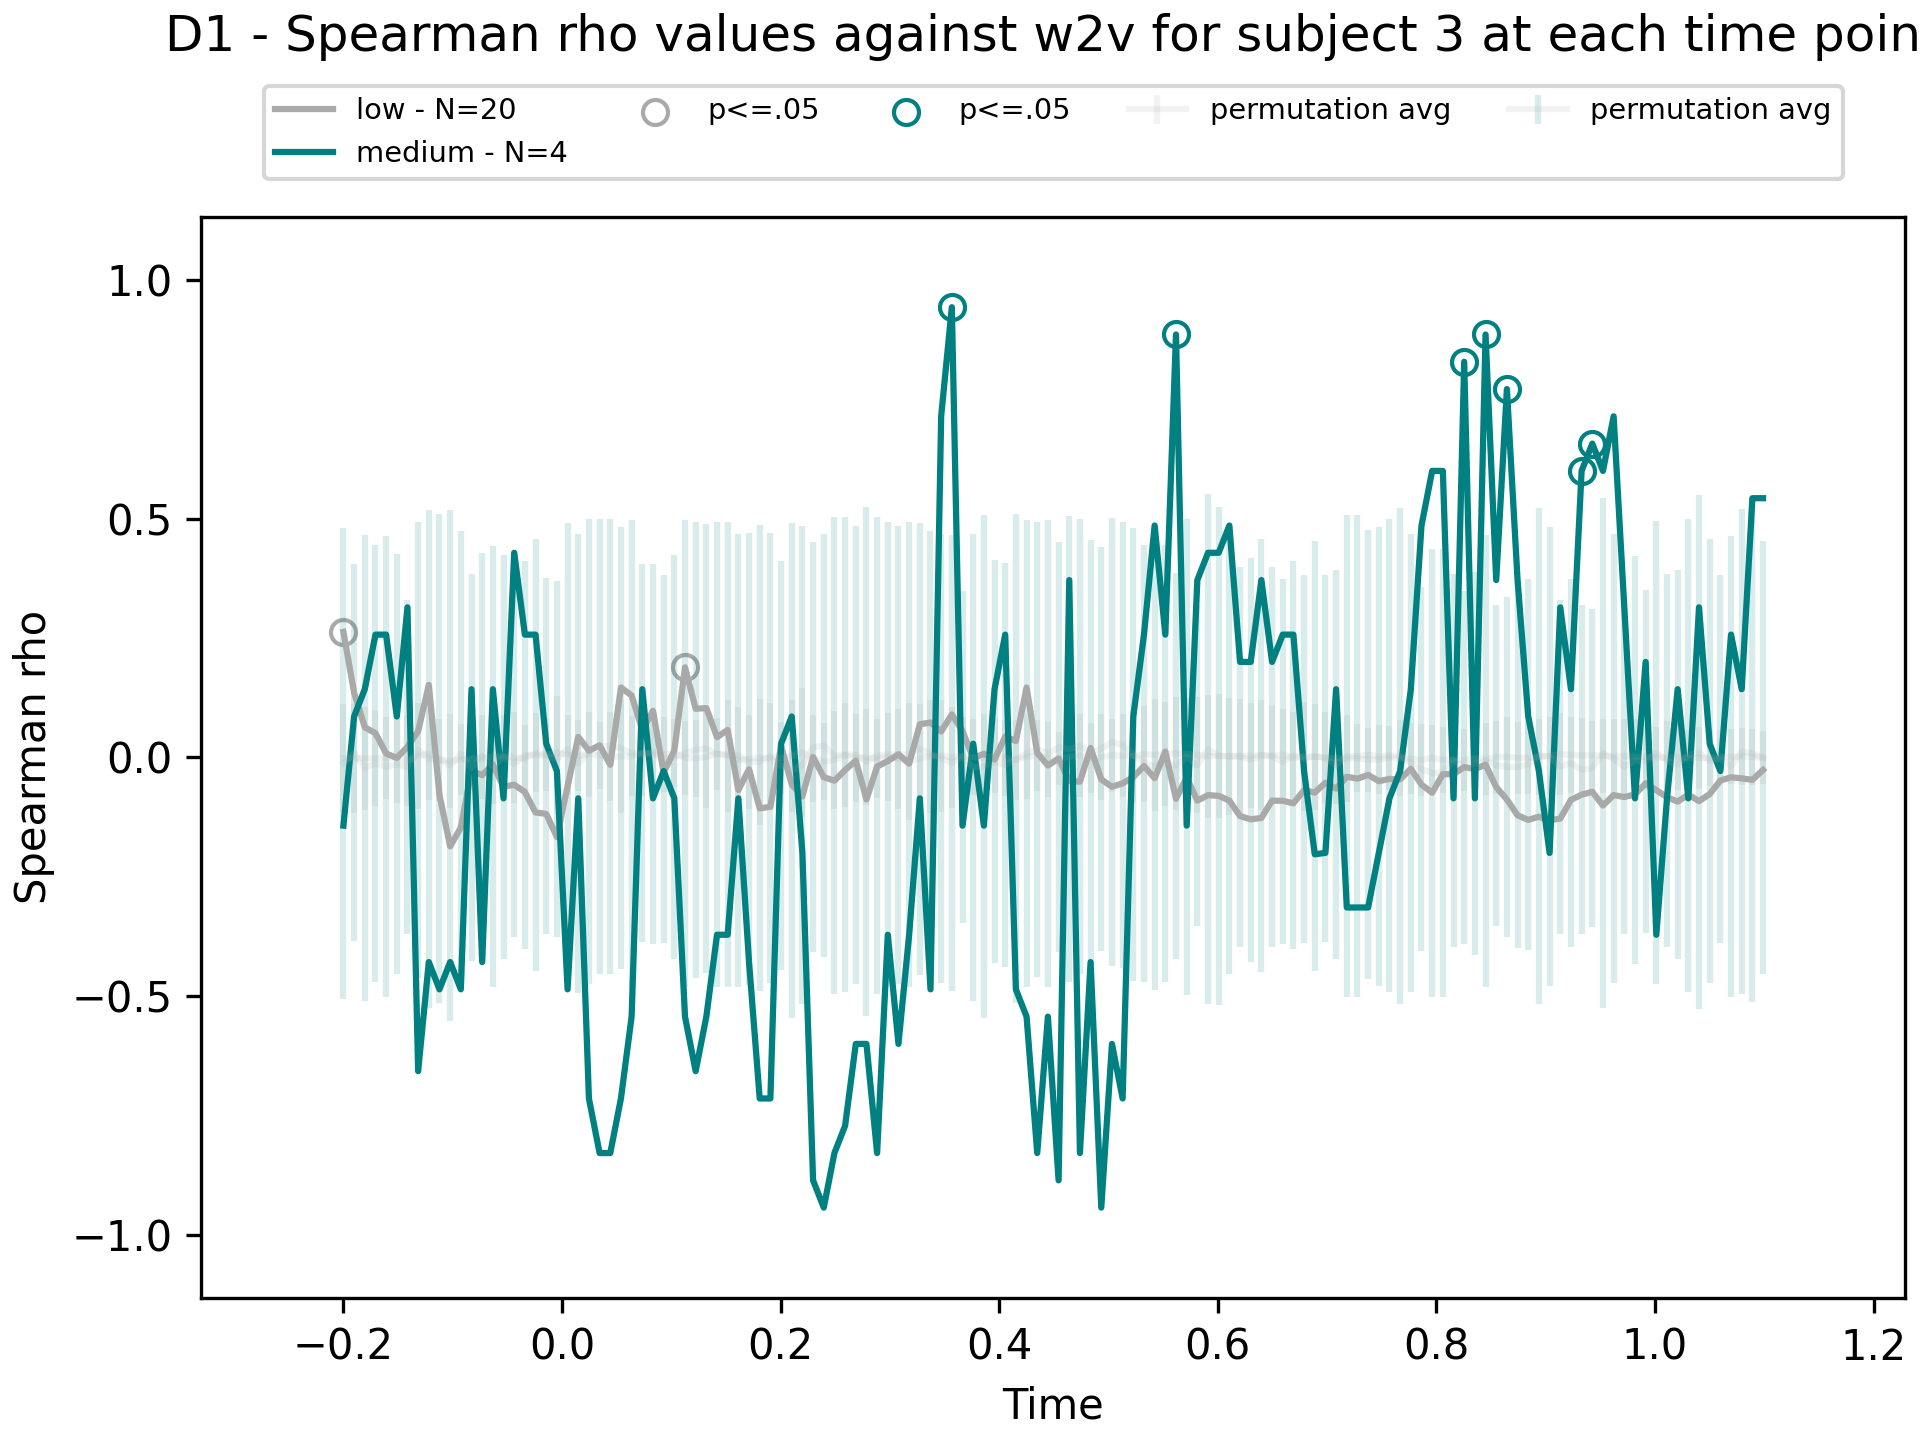 D1 - Spearman rho values against w2v for subject 3 at each time poin
low - N=20
p<=.05
p<=.05
permutation avg
permutation avg
medium - N=4
1.0
0.5
0.0
−0.5
−1.0
Spearman rho
−0.2
0.0
0.2
0.4
0.6
0.8
1.0
1.2
Time